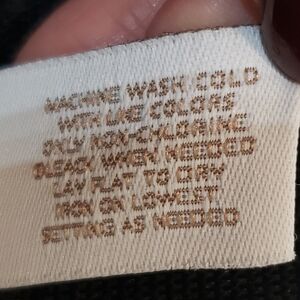 MACHINE WASH COLD
WITH LIKE COLORS
ONLY NON-CHLORINE
BLEACH WHEN NEEDED
LAY FLAT TO DRY
IRON ON LOWEST
SETTING AS NEEDED